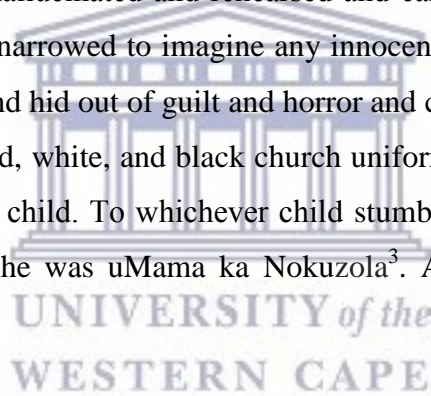 narrowed to imagine any innocen
nd hid out of guilt and horror and c
d, white, and black church unifor
child. To whichever child stumb
he was uMama ka Nokuzola³. A
UNIVERSITY of the
WESTERN CAPE